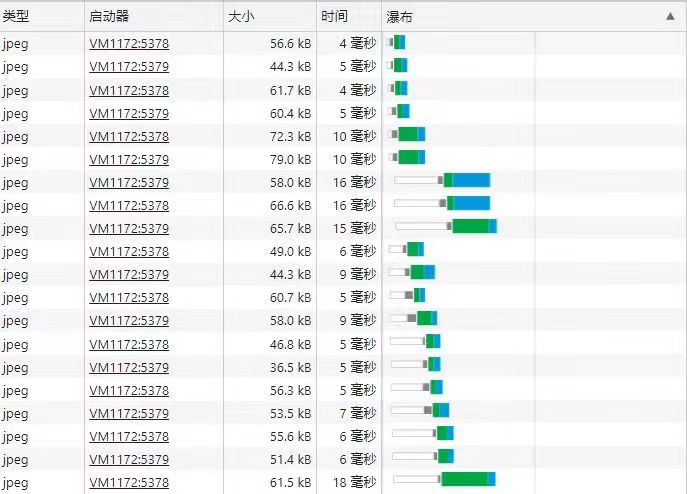 类型 启动器 大小 时间 瀑布 ▲
jpeg VM1172:5378 56.6 kB 4 毫秒
jpeg VM1172:5379 44.3 kB 5 毫秒
jpeg VM1172:5378 61.7 kB 4 毫秒
jpeg VM1172:5379 60.4 kB 5 毫秒
jpeg VM1172:5378 72.3 kB 10 毫秒
jpeg VM1172:5379 79.0 kB 10 毫秒
jpeg VM1172:5379 58.0 kB 16 毫秒
jpeg VM1172:5378 66.6 kB 16 毫秒
jpeg VM1172:5379 65.7 kB 15 毫秒
jpeg VM1172:5378 49.0 kB 6 毫秒
jpeg VM1172:5379 44.3 kB 9 毫秒
jpeg VM1172:5378 60.7 kB 5 毫秒
jpeg VM1172:5379 58.0 kB 9 毫秒
jpeg VM1172:5378 46.8 kB 5 毫秒
jpeg VM1172:5379 36.5 kB 5 毫秒
jpeg VM1172:5378 56.3 kB 5 毫秒
jpeg VM1172:5379 53.5 kB 7 毫秒
jpeg VM1172:5378 55.6 kB 6 毫秒
jpeg VM1172:5379 51.4 kB 6 毫秒
jpeg VM1172:5378 61.5 kB 18 毫秒